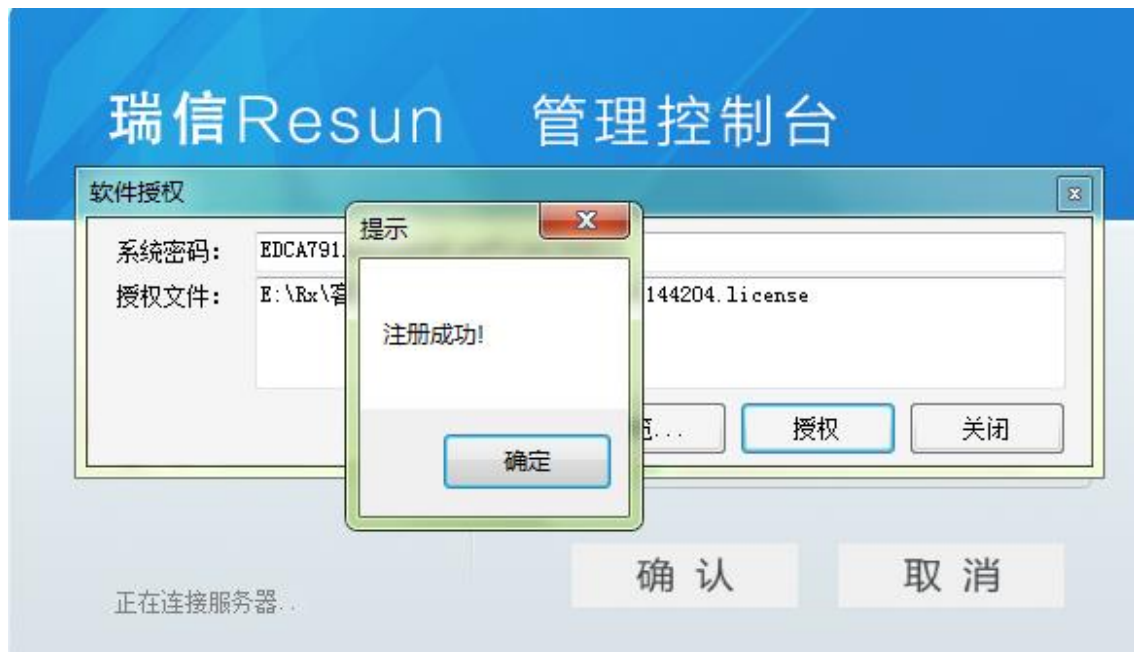 瑞信Resun 管理控制台
软件授权
提示
系统密码： EDCA791
授权文件： E:\Rx\客 144204.license
注册成功!
... 授权 关闭
确定
确 认 取 消
正在连接服务器. .